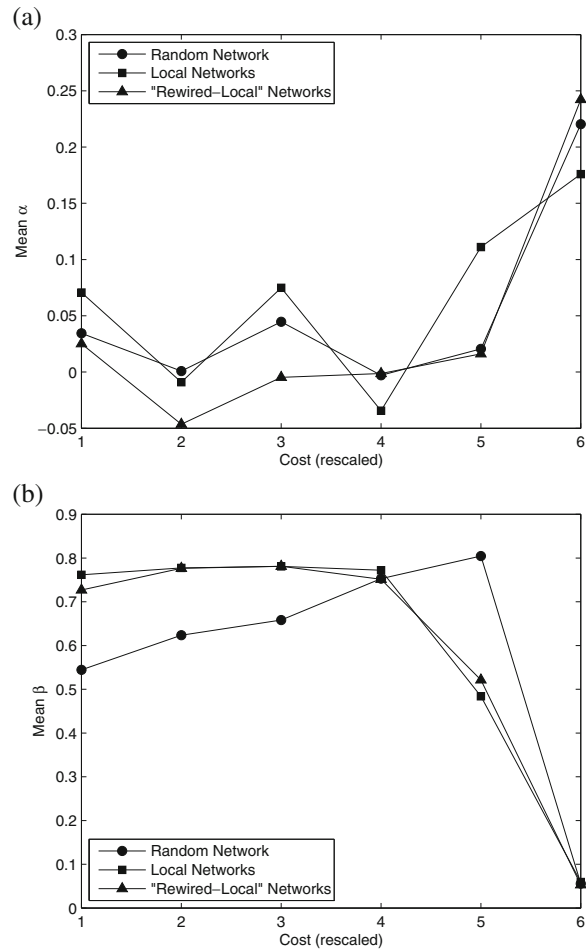 (a)
0.3
0.25
0.2
0.15
0.1
0.05
0
−0.05
Mean α
Random Network
Local Networks
"Rewired−Local" Networks
1 2 3 4 5 6
Cost (rescaled)
(b)
0.9
0.8
0.7
0.6
0.5
0.4
0.3
0.2
0.1
0
Mean β
Random Network
Local Networks
"Rewired−Local" Networks
1 2 3 4 5 6
Cost (rescaled)